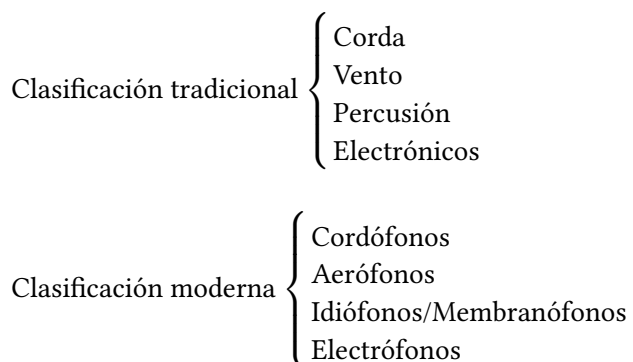 Clasificación tradicional
Corda
Vento
Percusión
Electrónicos
Clasificación moderna
Cordófonos
Aerófonos
Idiófonos/Membranófonos
Electrófonos